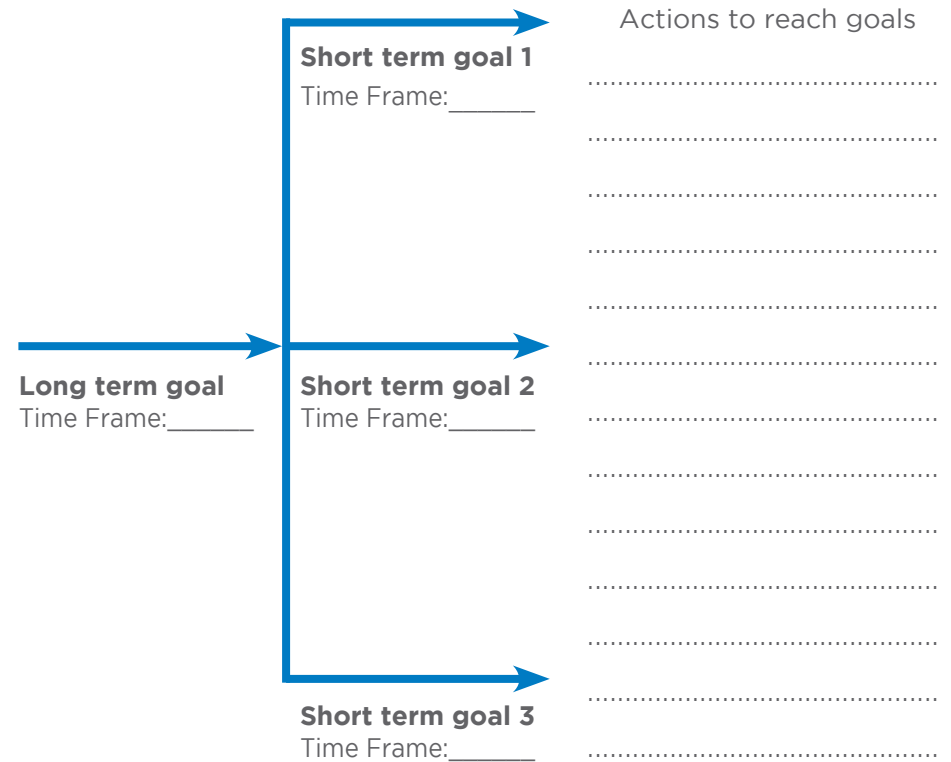 Actions to reach goals
Short term goal 1
Time Frame:______
......................................................
......................................................
......................................................
......................................................
......................................................
......................................................
Long term goal
Time Frame:______
Short term goal 2
Time Frame:______
......................................................
......................................................
......................................................
......................................................
......................................................
......................................................
Short term goal 3
Time Frame:______
......................................................